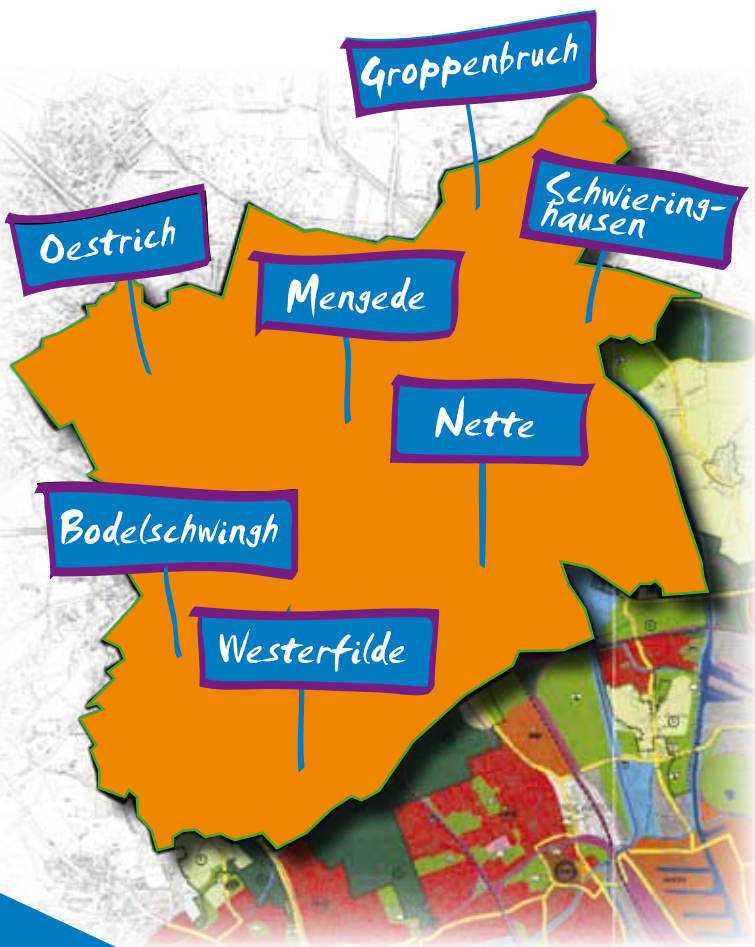 Groppenbruch
Schwiering-
hausen
Oestrich
Mengede
Nette
Bodelschwingh
Westerfilde